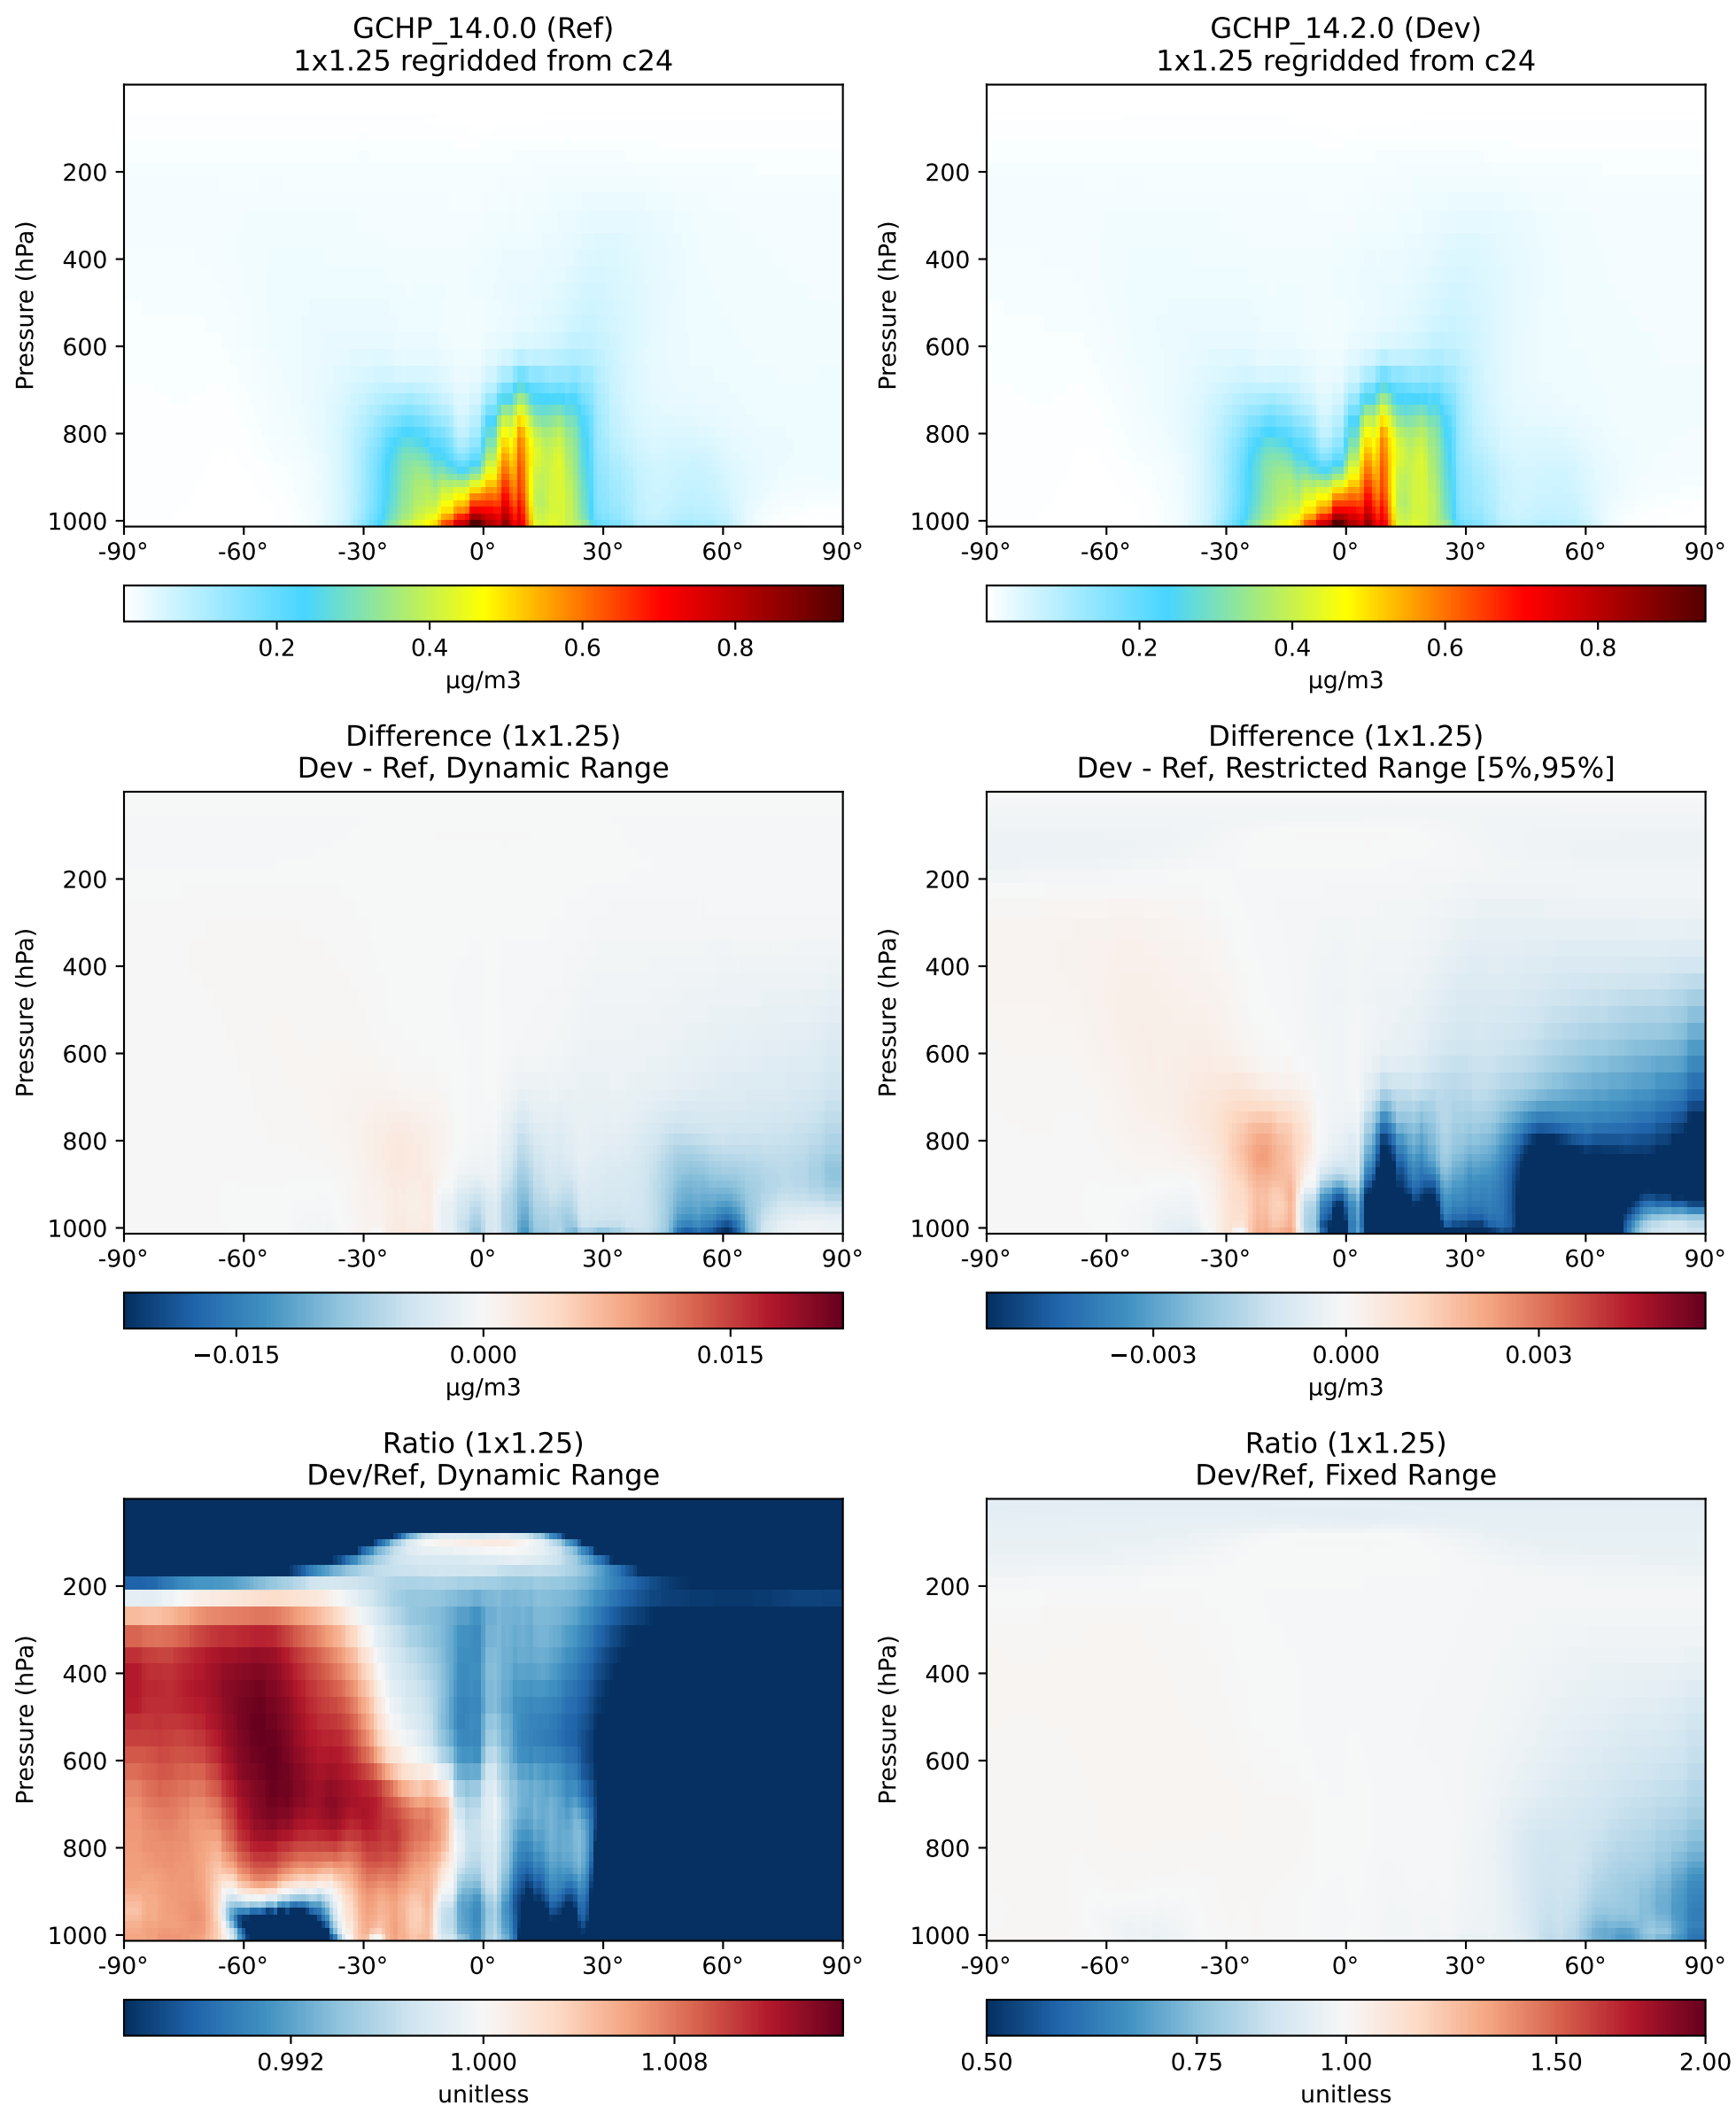 GCHP_14.0.0 (Ref)
1x1.25 regridded from c24
GCHP_14.2.0 (Dev)
1x1.25 regridded from c24
Pressure (hPa)
200
400
600
800
1000
-90° -60° -30° 0° 30° 60° 90°
0.2 0.4 0.6 0.8
µg/m3
Pressure (hPa)
200
400
600
800
1000
-90° -60° -30° 0° 30° 60° 90°
0.2 0.4 0.6 0.8
µg/m3
Difference (1x1.25)
Dev - Ref, Dynamic Range
Pressure (hPa)
200
400
600
800
1000
-90° -60° -30° 0° 30° 60° 90°
−0.015 0.000 0.015
µg/m3
Difference (1x1.25)
Dev - Ref, Restricted Range [5%,95%]
Pressure (hPa)
200
400
600
800
1000
-90° -60° -30° 0° 30° 60° 90°
−0.003 0.000 0.003
µg/m3
Ratio (1x1.25)
Dev/Ref, Dynamic Range
Pressure (hPa)
200
400
600
800
1000
-90° -60° -30° 0° 30° 60° 90°
0.992 1.000 1.008
unitless
Ratio (1x1.25)
Dev/Ref, Fixed Range
Pressure (hPa)
200
400
600
800
1000
-90° -60° -30° 0° 30° 60° 90°
0.50 0.75 1.00 1.50 2.00
unitless